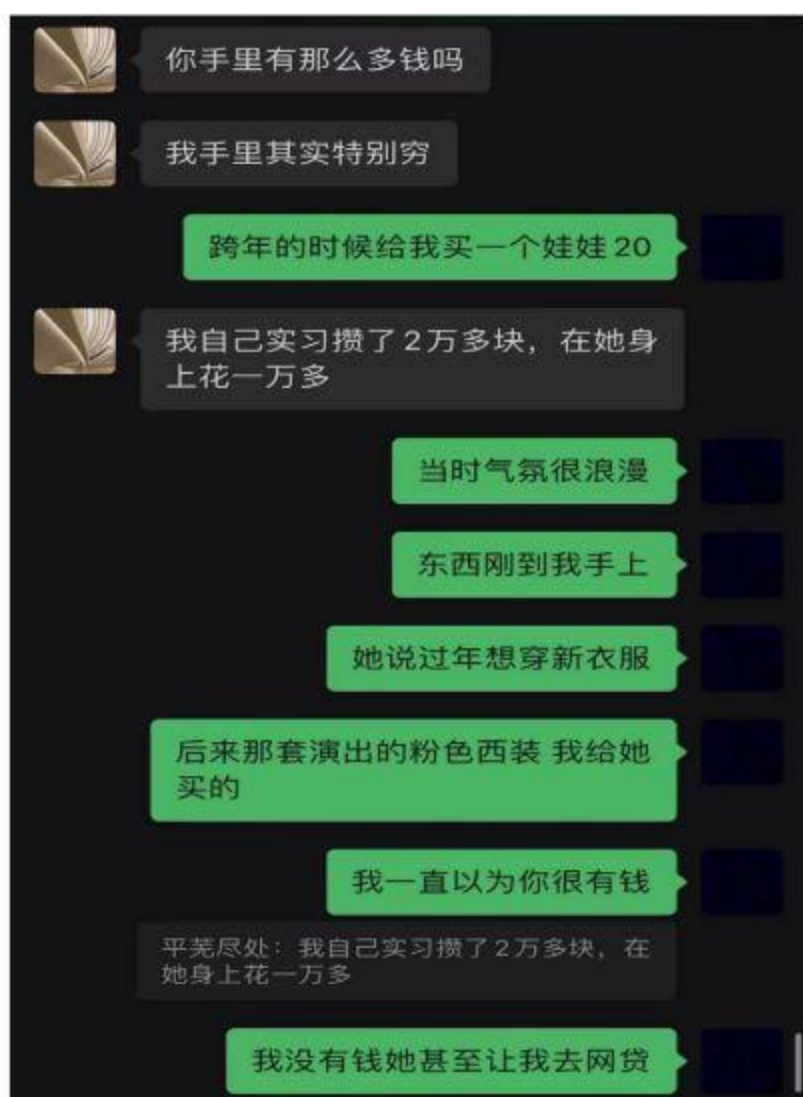 你手里有那么多钱吗
我手里其实特别穷
跨年的时候给我买一个娃娃20
我自己实习攒了2万多块，在她身
上花一万多
当时气氛很浪漫
东西刚到我手上
她说过年想穿新衣服
后来那套演出的粉色西装 我给她
买的
我一直以为你很有钱
平芜尽处：我自己实习攒了2万多块，在
她身上花一万多
我没有钱她甚至让我去网贷